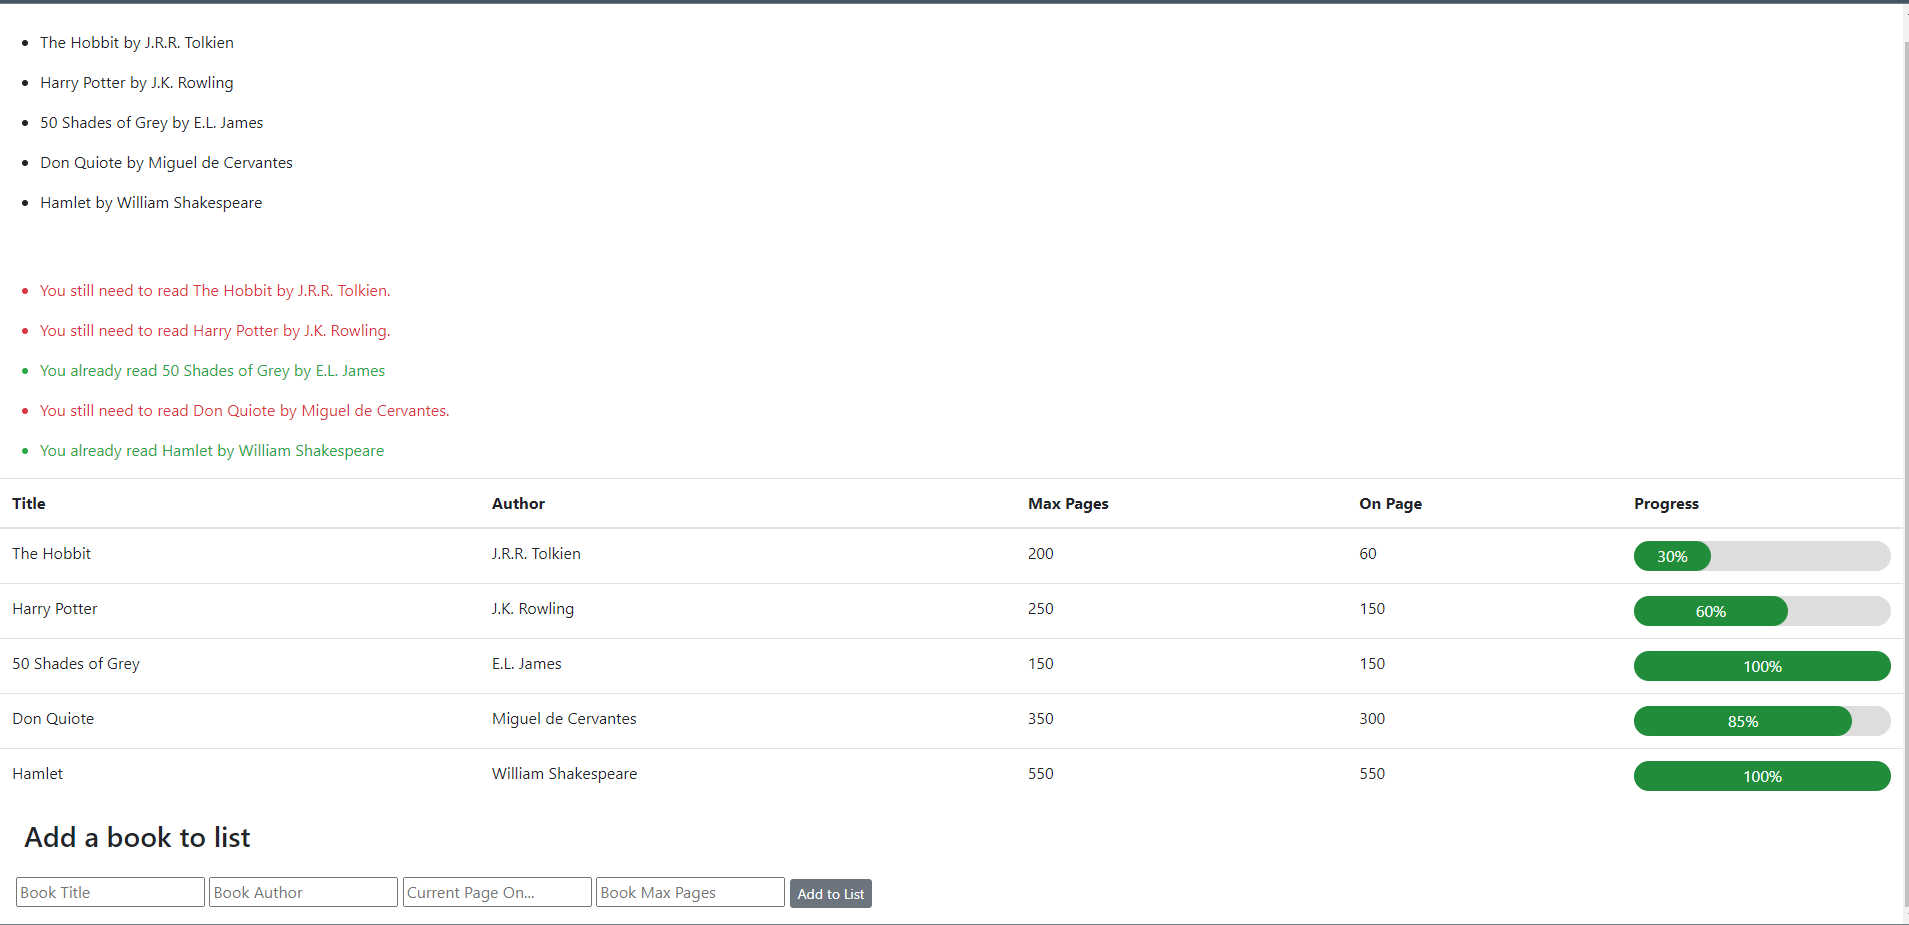 The Hobbit by J.R.R. Tolkien
Harry Potter by J.K. Rowling
50 Shades of Grey by E.L. James
Don Quiote by Miguel de Cervantes
Hamlet by William Shakespeare
You still need to read The Hobbit by J.R.R. Tolkien.
You still need to read Harry Potter by J.K. Rowling.
You already read 50 Shades of Grey by E.L. James
You still need to read Don Quiote by Miguel de Cervantes.
You already read Hamlet by William Shakespeare
Title Author Max Pages On Page Progress
The Hobbit J.R.R. Tolkien 200 60 30%
Harry Potter J.K. Rowling 250 150 60%
50 Shades of Grey E.L. James 150 150 100%
Don Quiote Miguel de Cervantes 350 300 85%
Hamlet William Shakespeare 550 550 100%
Add a book to list
Book Title Book Author Current Page On... Book Max Pages Add to List